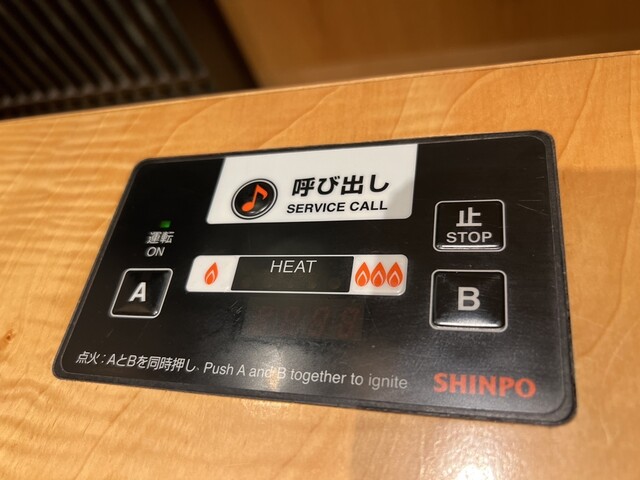 呼び出し
SERVICE CALL
運転
ON
止
STOP
HEAT
A
B
点火：AとBを同時押し、Push A and B together to ignite
SHINPO